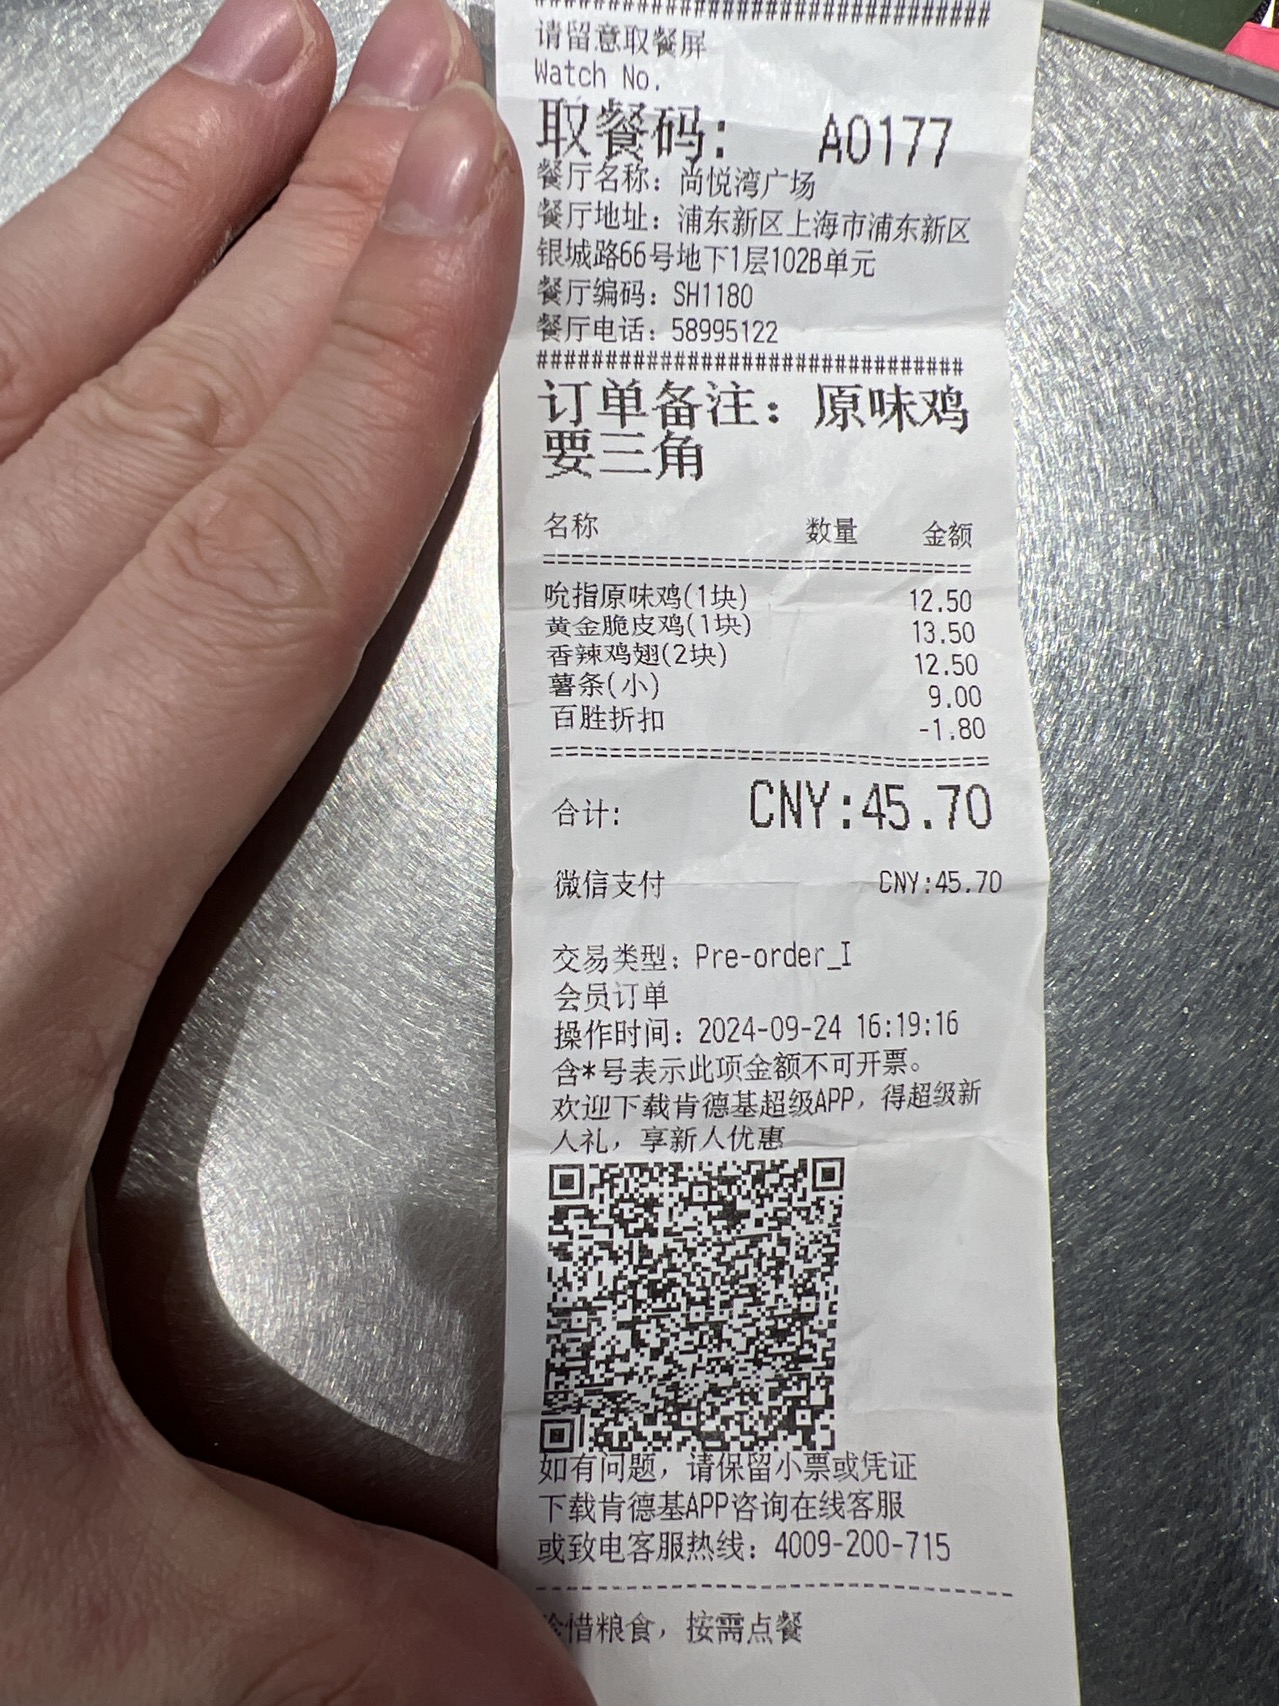 ################################
请留意取餐屏
Watch No.
取餐码: A0177
餐厅名称: 尚悦湾广场
餐厅地址: 浦东新区上海市浦东新区
银城路66号地下1层102B单元
餐厅编码: SH1180
餐厅电话: 58995122
################################
订单备注: 原味鸡
要三角
名称 数量 金额
================================
吮指原味鸡(1块) 12.50
黄金脆皮鸡(1块) 13.50
香辣鸡翅(2块) 12.50
薯条(小) 9.00
百胜折扣 -1.80
================================
合计: CNY:45.70
微信支付 CNY:45.70
交易类型: Pre-order_I
会员订单
操作时间: 2024-09-24 16:19:16
含*号表示此项金额不可开票。
欢迎下载肯德基超级APP, 得超级新
人礼, 享新人优惠
如有问题, 请保留小票或凭证
下载肯德基APP咨询在线客服
或致电客服热线: 4009-200-715
--------------------------------
珍惜粮食, 按需点餐